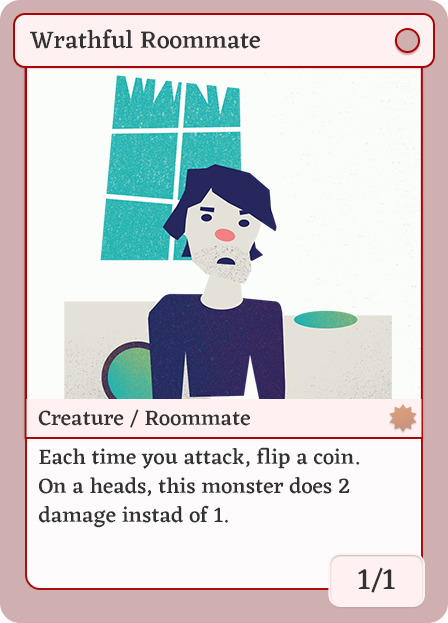 Wrathful Roommate
Creature / Roommate
Each time you attack, flip a coin.
On a heads, this monster does 2
damage instad of 1.
1/1